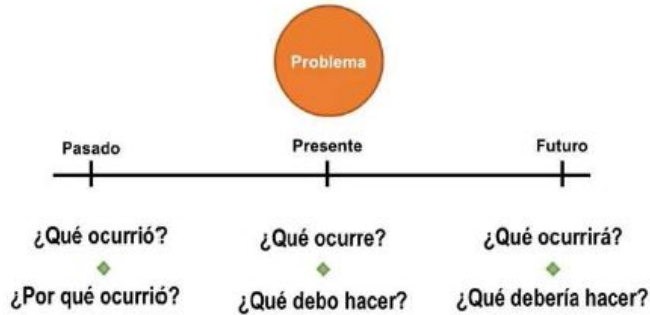 Problema
Pasado Presente Futuro
¿Qué ocurrió? ¿Qué ocurre? ¿Qué ocurrirá?
¿Por qué ocurrió? ¿Qué debo hacer? ¿Qué debería hacer?